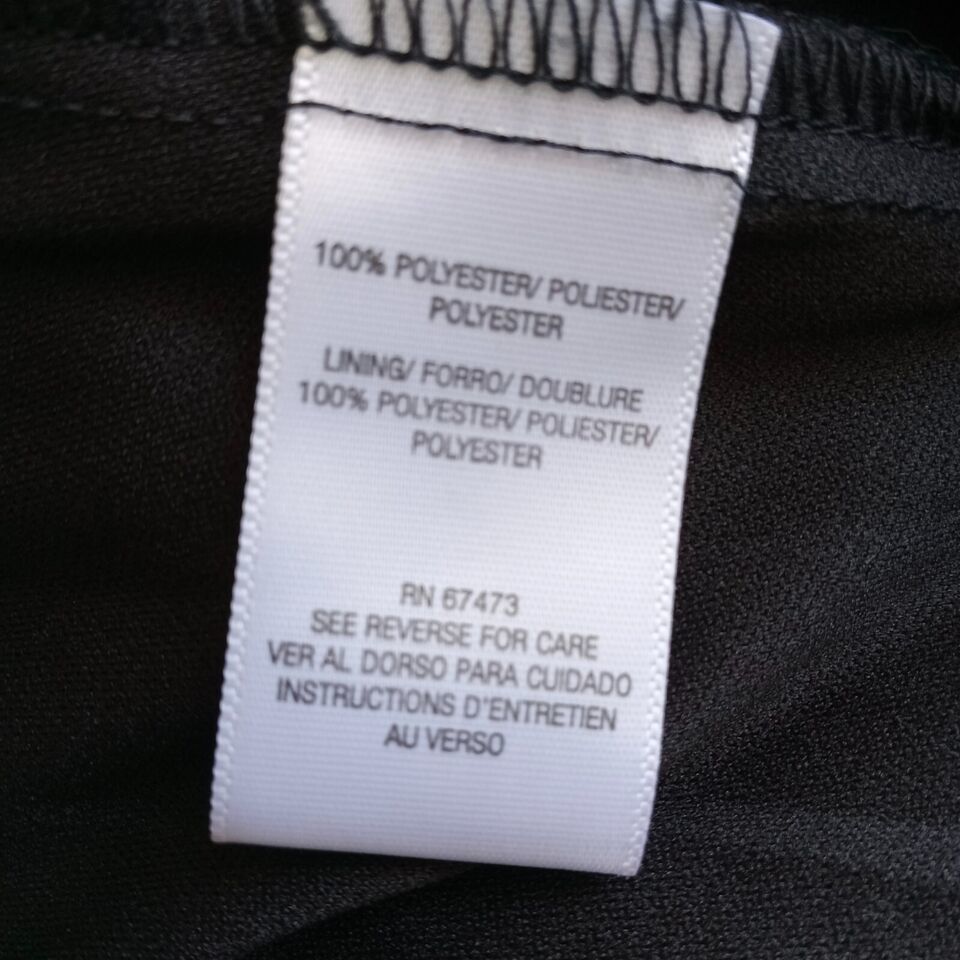 100% POLYESTER/ POLIESTER/
POLYESTER
LINING/ FORRO/ DOUBLURE
100% POLYESTER/ POLIESTER/
POLYESTER
RN 67473
SEE REVERSE FOR CARE
VER AL DORSO PARA CUIDADO
INSTRUCTIONS D'ENTRETIEN
AU VERSO